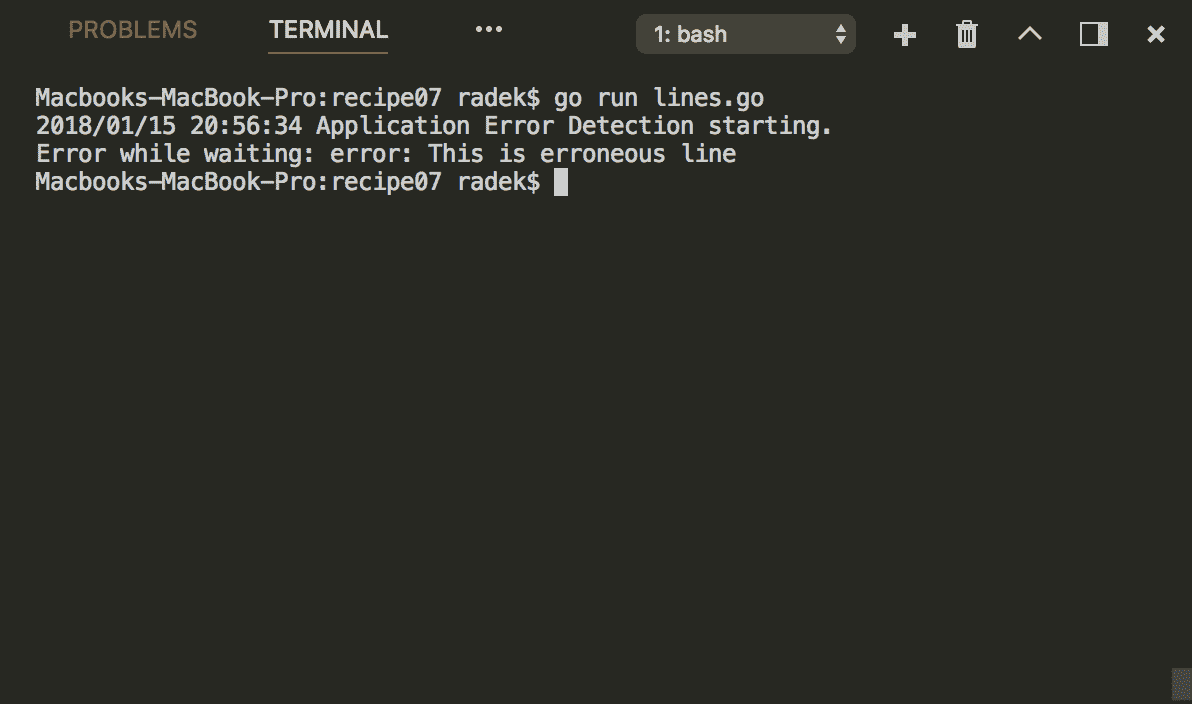 PROBLEMS TERMINAL ••• 1: bash
Macbooks-MacBook-Pro:recipe07 radek$ go run lines.go
2018/01/15 20:56:34 Application Error Detection starting.
Error while waiting: error: This is erroneous line
Macbooks-MacBook-Pro:recipe07 radek$